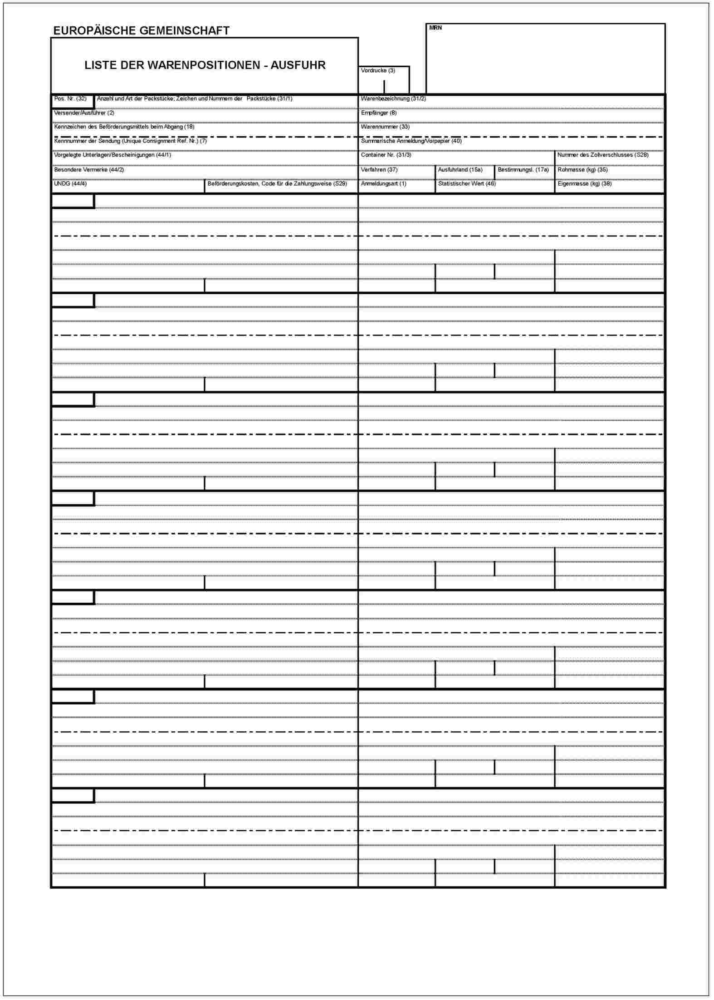 EUROPÄISCHE GEMEINSCHAFT
MRN
LISTE DER WARENPOSITIONEN - AUSFUHR
Vordrucke (3)
Pos. Nr. (32) Anzahl und Art der Packstücke; Zeichen und Nummern der Packstücke (31/1) Warenbezeichnung (31/2)
Versender/Ausführer (2) Empfänger (8)
Kennzeichen des Beförderungsmittels beim Abgang (18) Warennummer (33)
Kennnummer der Sendung (Unique Consignment Ref. Nr.) (7) Summarische Anmeldung/Vorpapier (40)
Vorgelegte Unterlagen/Bescheinigungen (44/1) Container Nr. (31/3) Nummer des Zollverschlusses (S28)
Besondere Vermerke (44/2) Verfahren (37) Ausfuhrland (15a) Bestimmungsl. (17a) Rohmasse (kg) (35)
UNDG (44/4) Beförderungskosten, Code für die Zahlungsweise (S29) Anmeldungsart (1) Statistischer Wert (46) Eigenmasse (kg) (38)